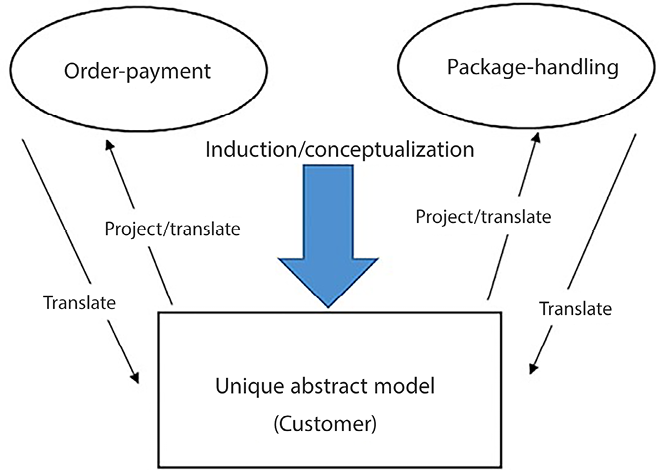 Order-payment
Package-handling
Induction/conceptualization
Project/translate
Project/translate
Translate
Translate
Unique abstract model
(Customer)